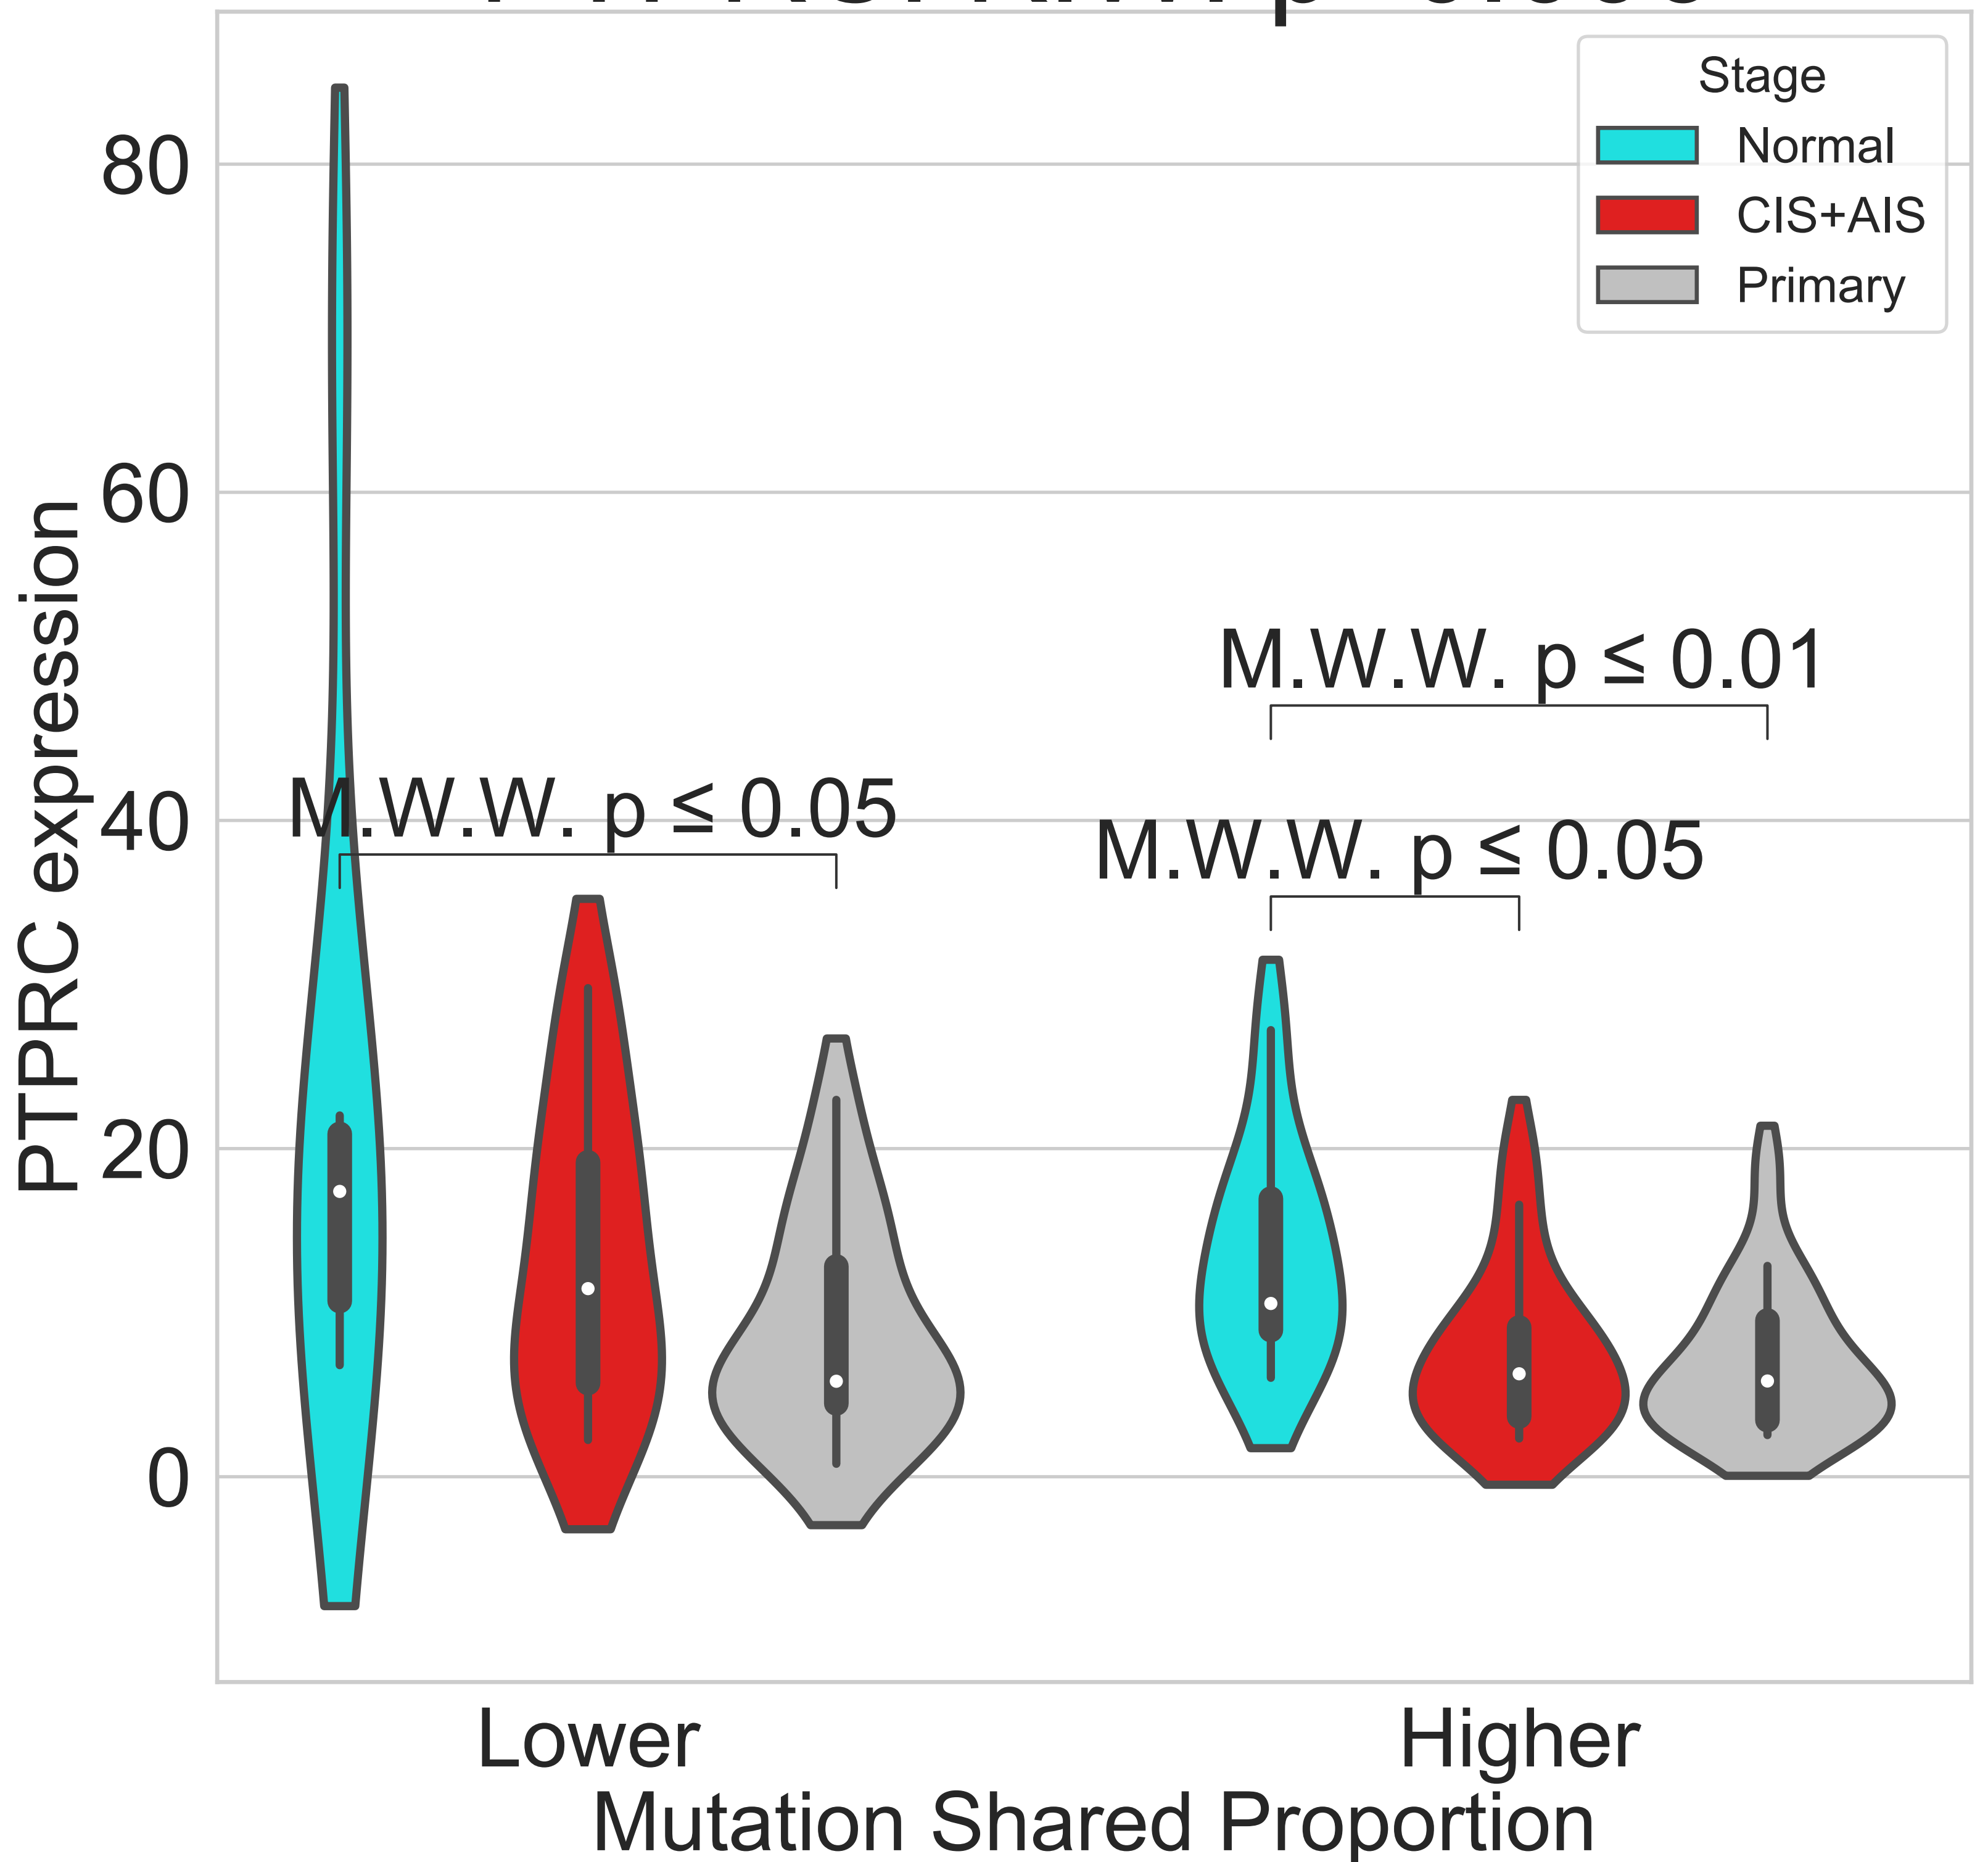 Stage
Normal
CIS+AIS
Primary
80
60
40
20
0
PTPRC expression
M.W.W. p ≤ 0.01
M.W.W. p ≤ 0.05
M.W.W. p ≤ 0.05
Lower
Higher
Mutation Shared Proportion